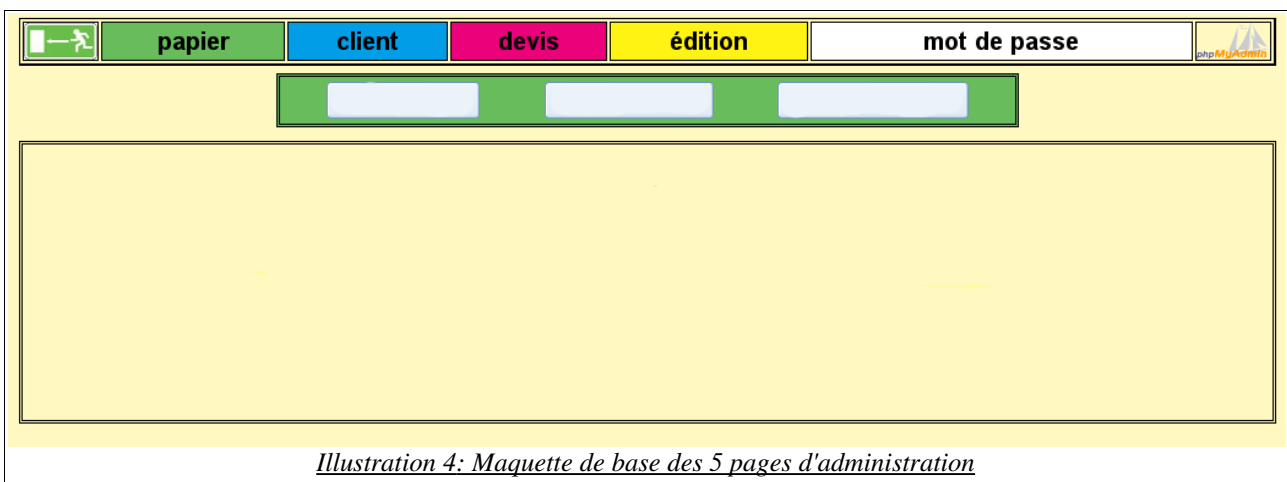 papier client devis édition mot de passe phpMyAdmin
Illustration 4: Maquette de base des 5 pages d'administration